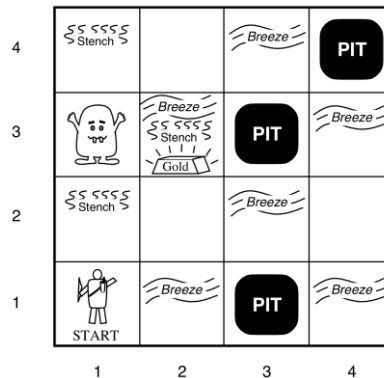 4
Stench
Breeze
PIT
3
Breeze
Stench
Gold
PIT
Breeze
2
Stench
Breeze
1
START
Breeze
PIT
Breeze
1 2 3 4